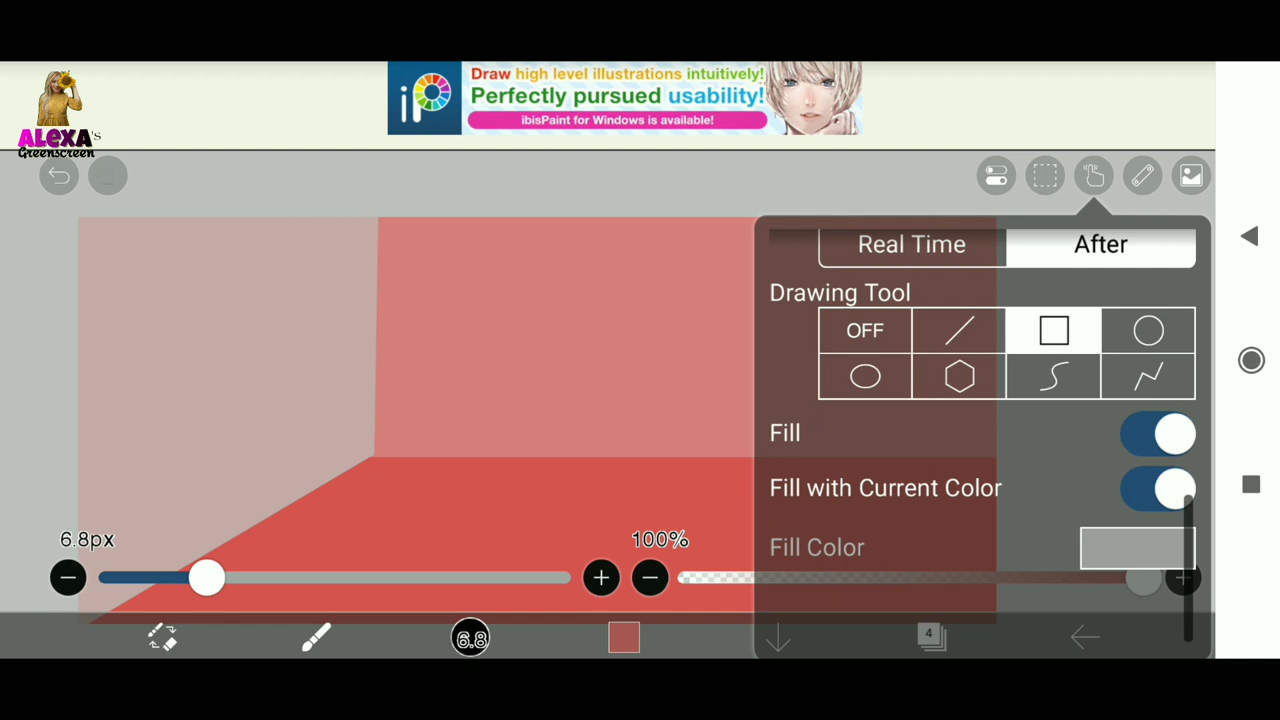 Draw high level illustrations intuitively!
Perfectly pursued usability!
ibisPaint for Windows is available!
iP
ALEXA's
Greenscreen
Real Time
After
Drawing Tool
OFF
Fill
Fill with Current Color
Fill Color
6.8px
100%
6.8
4